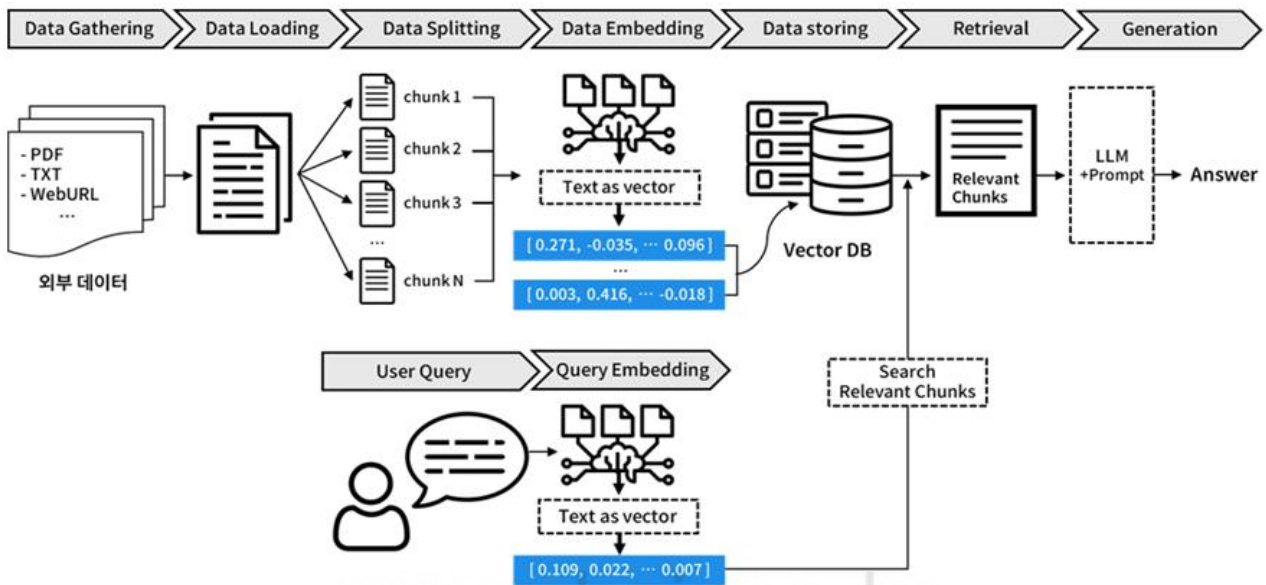 Data Gathering
Data Loading
Data Splitting
Data Embedding
Data storing
Retrieval
Generation
- PDF
- TXT
- WebURL
...
외부 데이터
chunk 1
chunk 2
chunk 3
...
chunk N
Text as vector
[ 0.271, -0.035, ··· 0.096 ]
...
[ 0.003, 0.416, ··· -0.018 ]
Vector DB
Relevant
Chunks
LLM
+Prompt
Answer
User Query
Query Embedding
Search
Relevant Chunks
Text as vector
[ 0.109, 0.022, ··· 0.007 ]